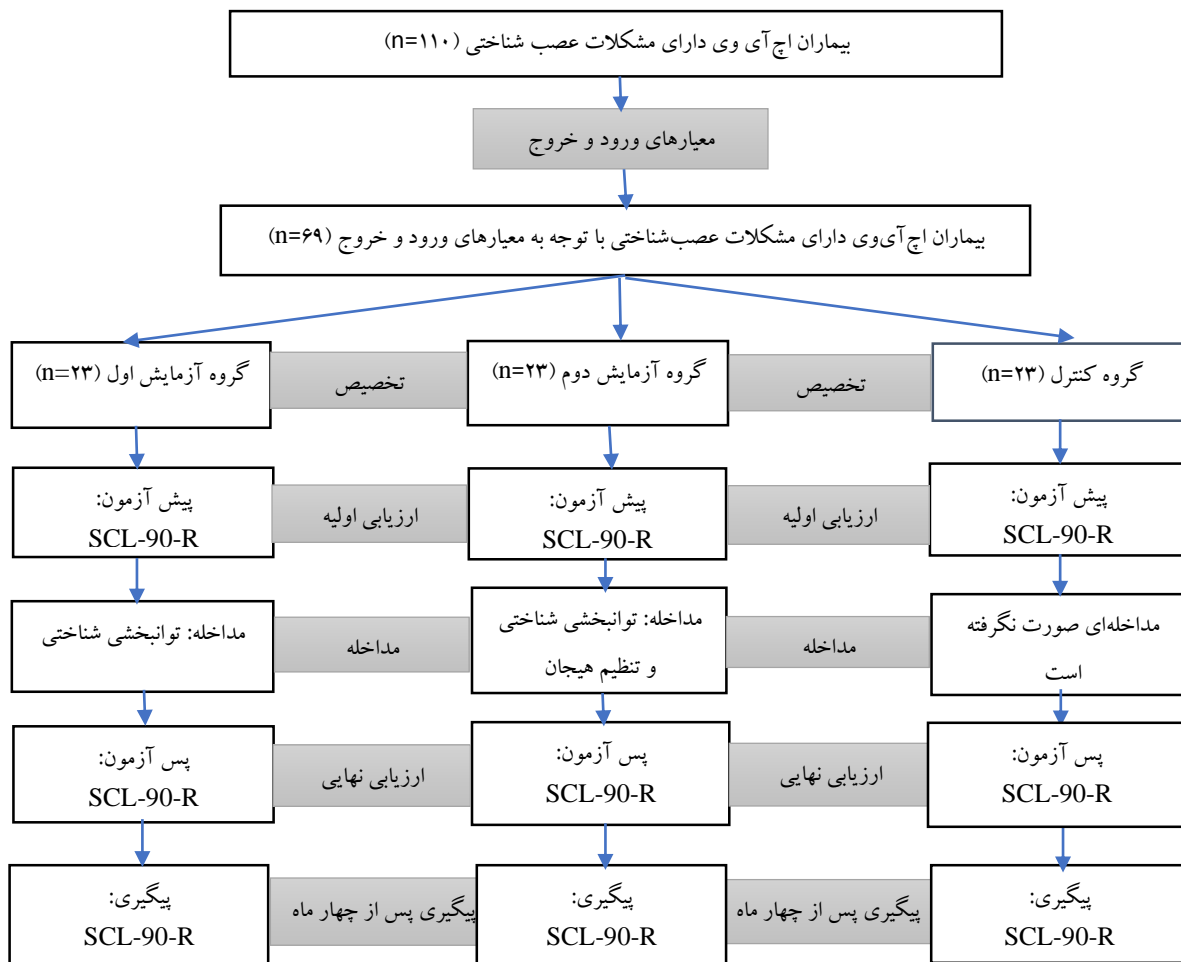 بیماران اچ‌آی وی دارای مشکلات عصب شناختی (n=۱۱۰)
معیارهای ورود و خروج
بیماران اچ‌آی‌وی دارای مشکلات عصب‌شناختی با توجه به معیارهای ورود و خروج (n=۶۹)
گروه کنترل (n=۲۳)
تخصیص
گروه آزمایش دوم (n=۲۳)
تخصیص
گروه آزمایش اول (n=۲۳)
پیش آزمون:
SCL-90-R
ارزیابی اولیه
پیش آزمون:
SCL-90-R
ارزیابی اولیه
پیش آزمون:
SCL-90-R
مداخله‌ای صورت نگرفته
است
مداخله
مداخله: توانبخشی شناختی
و تنظیم هیجان
مداخله
مداخله: توانبخشی شناختی
پس آزمون:
SCL-90-R
ارزیابی نهایی
پس آزمون:
SCL-90-R
ارزیابی نهایی
پس آزمون:
SCL-90-R
پیگیری:
SCL-90-R
پیگیری پس از چهار ماه
پیگیری:
SCL-90-R
پیگیری پس از چهار ماه
پیگیری:
SCL-90-R